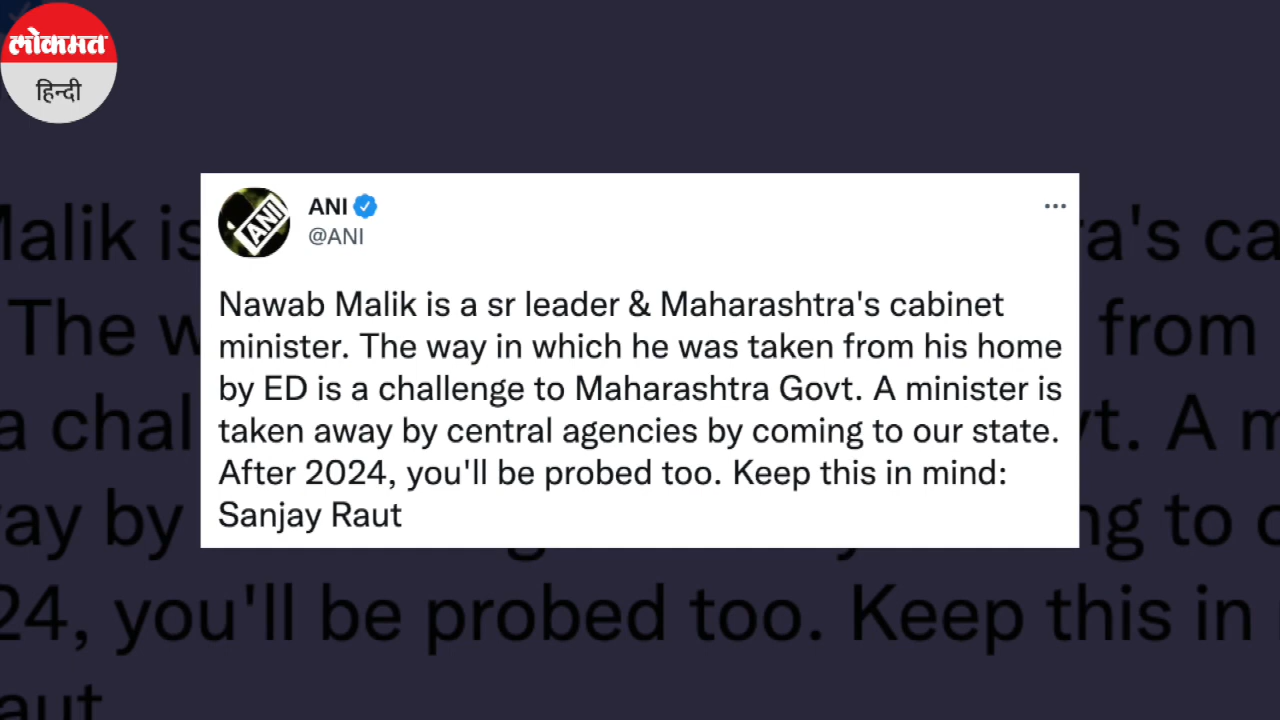 लोकमत
हिन्दी
ANI
ANI
@ANI
Nawab Malik is a sr leader & Maharashtra's cabinet
minister. The way in which he was taken from his home
by ED is a challenge to Maharashtra Govt. A minister is
taken away by central agencies by coming to our state.
After 2024, you'll be probed too. Keep this in mind:
Sanjay Raut